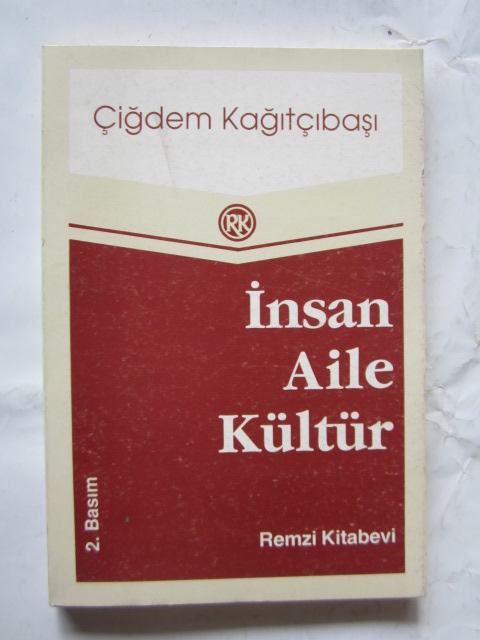 Çiğdem Kağıtçıbaşı
RK
İnsan
Aile
Kültür
2. Basım
Remzi Kitabevi